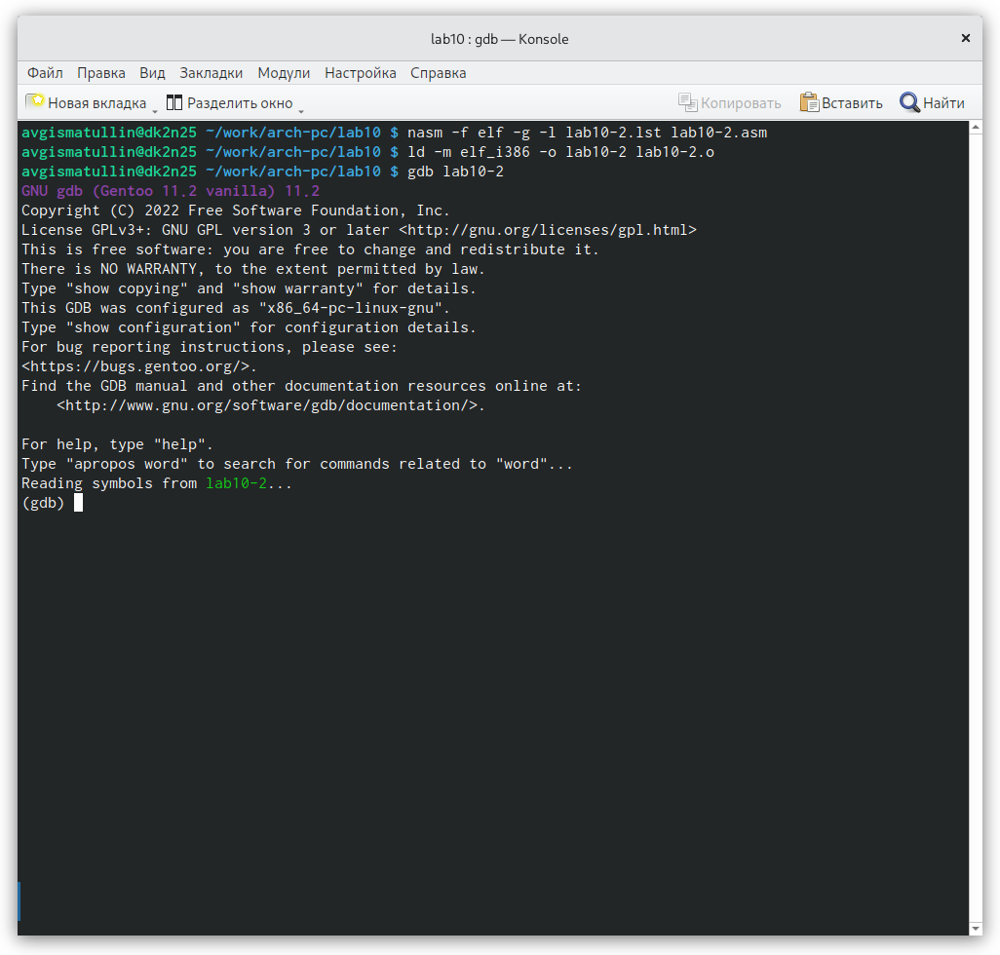 lab10 : gdb — Konsole
Файл Правка Вид Закладки Модули Настройка Справка
Новая вкладка Разделить окно Копировать Вставить Найти
avgismatullin@dk2n25 ~/work/arch-pc/lab10 $ nasm -f elf -g -l lab10-2.lst lab10-2.asm
avgismatullin@dk2n25 ~/work/arch-pc/lab10 $ ld -m elf_i386 -o lab10-2 lab10-2.o
avgismatullin@dk2n25 ~/work/arch-pc/lab10 $ gdb lab10-2
GNU gdb (Gentoo 11.2 vanilla) 11.2
Copyright (C) 2022 Free Software Foundation, Inc.
License GPLv3+: GNU GPL version 3 or later <http://gnu.org/licenses/gpl.html>
This is free software: you are free to change and redistribute it.
There is NO WARRANTY, to the extent permitted by law.
Type "show copying" and "show warranty" for details.
This GDB was configured as "x86_64-pc-linux-gnu".
Type "show configuration" for configuration details.
For bug reporting instructions, please see:
<https://bugs.gentoo.org/>.
Find the GDB manual and other documentation resources online at:
    <http://www.gnu.org/software/gdb/documentation/>.
For help, type "help".
Type "apropos word" to search for commands related to "word"...
Reading symbols from lab10-2...
(gdb)